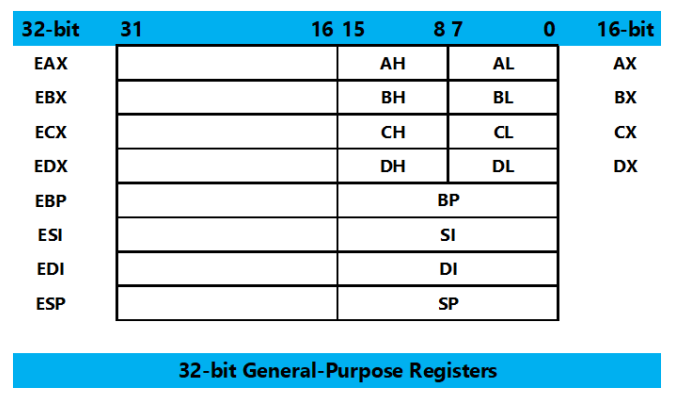 32-bit 31 16 15 8 7 0 16-bit
EAX AH AL AX
EBX BH BL BX
ECX CH CL CX
EDX DH DL DX
EBP BP
ESI SI
EDI DI
ESP SP
32-bit General-Purpose Registers